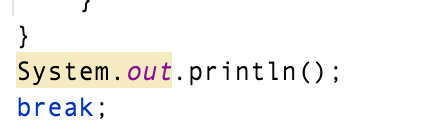 }
}
System.out.println();
break;